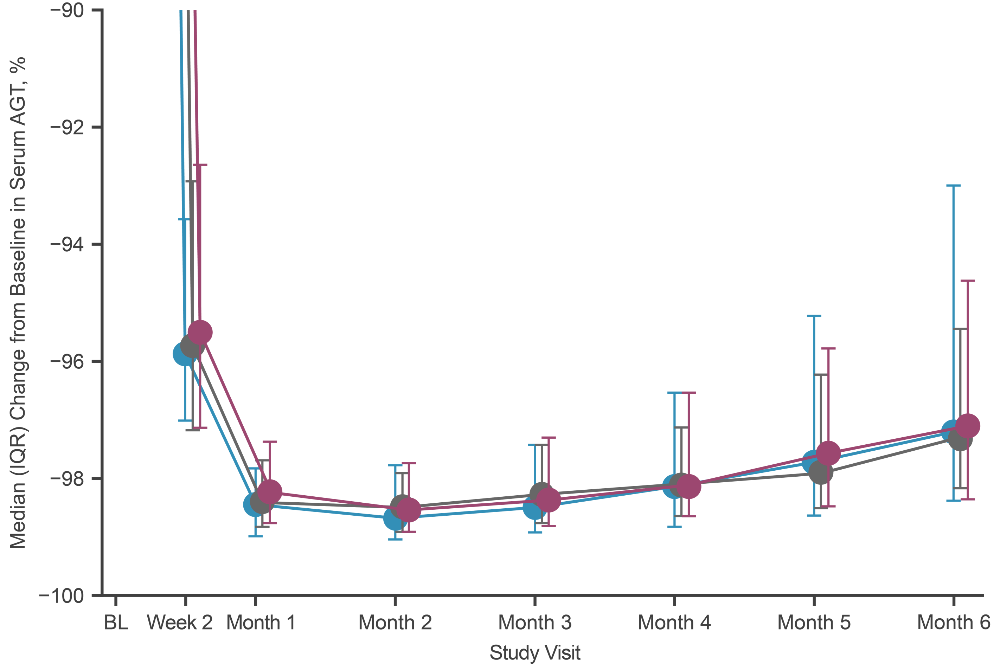 Median (IQR) Change from Baseline in Serum AGT, %
−90
−92
−94
−96
−98
−100
BL Week 2 Month 1 Month 2 Month 3 Month 4 Month 5 Month 6
Study Visit